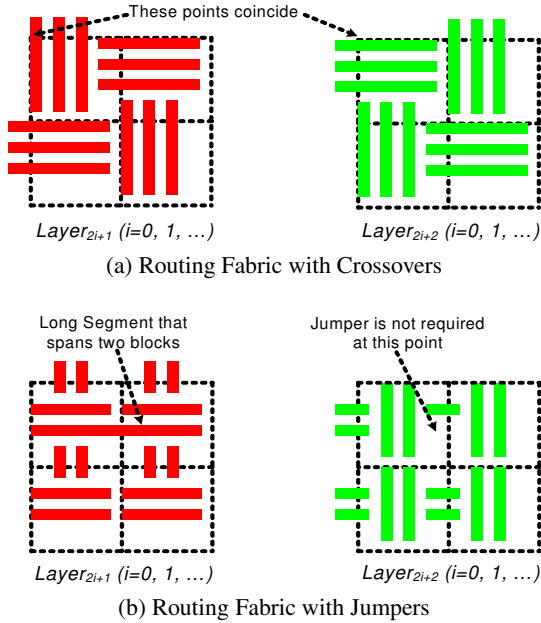 These points coincide
Layer2i+1 (i=0, 1, ...)
Layer2i+2 (i=0, 1, ...)
(a) Routing Fabric with Crossovers
Long Segment that
spans two blocks
Jumper is not required
at this point
Layer2i+1 (i=0, 1, ...)
Layer2i+2 (i=0, 1, ...)
(b) Routing Fabric with Jumpers